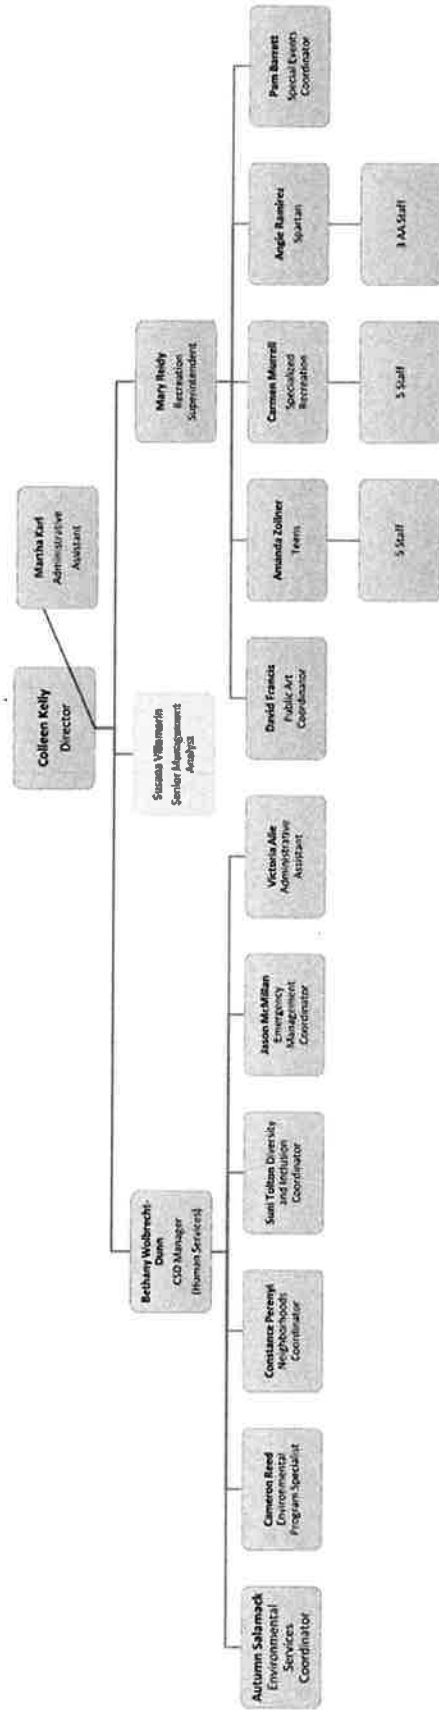 Colleen Kelly
Director
Martha Karl
Administrative
Assistant
Bethany Wolbrecht-
Dunn
CSD Manager
(Human Services)
Susana Villamarin
Senior Management
Analyst
Mary Reidy
Recreation
Superintendent
Autumn Salamack
Environmental
Services
Coordinator
Cameron Reed
Environmental
Program Specialist
Constance Perenyi
Neighborhoods
Coordinator
Suni Tolton Diversity
and Inclusion
Coordinator
Jason McMillan
Emergency
Management
Coordinator
Victoria Alle
Administrative
Assistant
David Francis
Public Art
Coordinator
Amanda Zollner
Teens
Carmen Murrell
Specialized
Recreation
Angie Ramirez
Spartan
Pam Barrett
Special Events
Coordinator
5 Staff
5 Staff
3 AA Staff